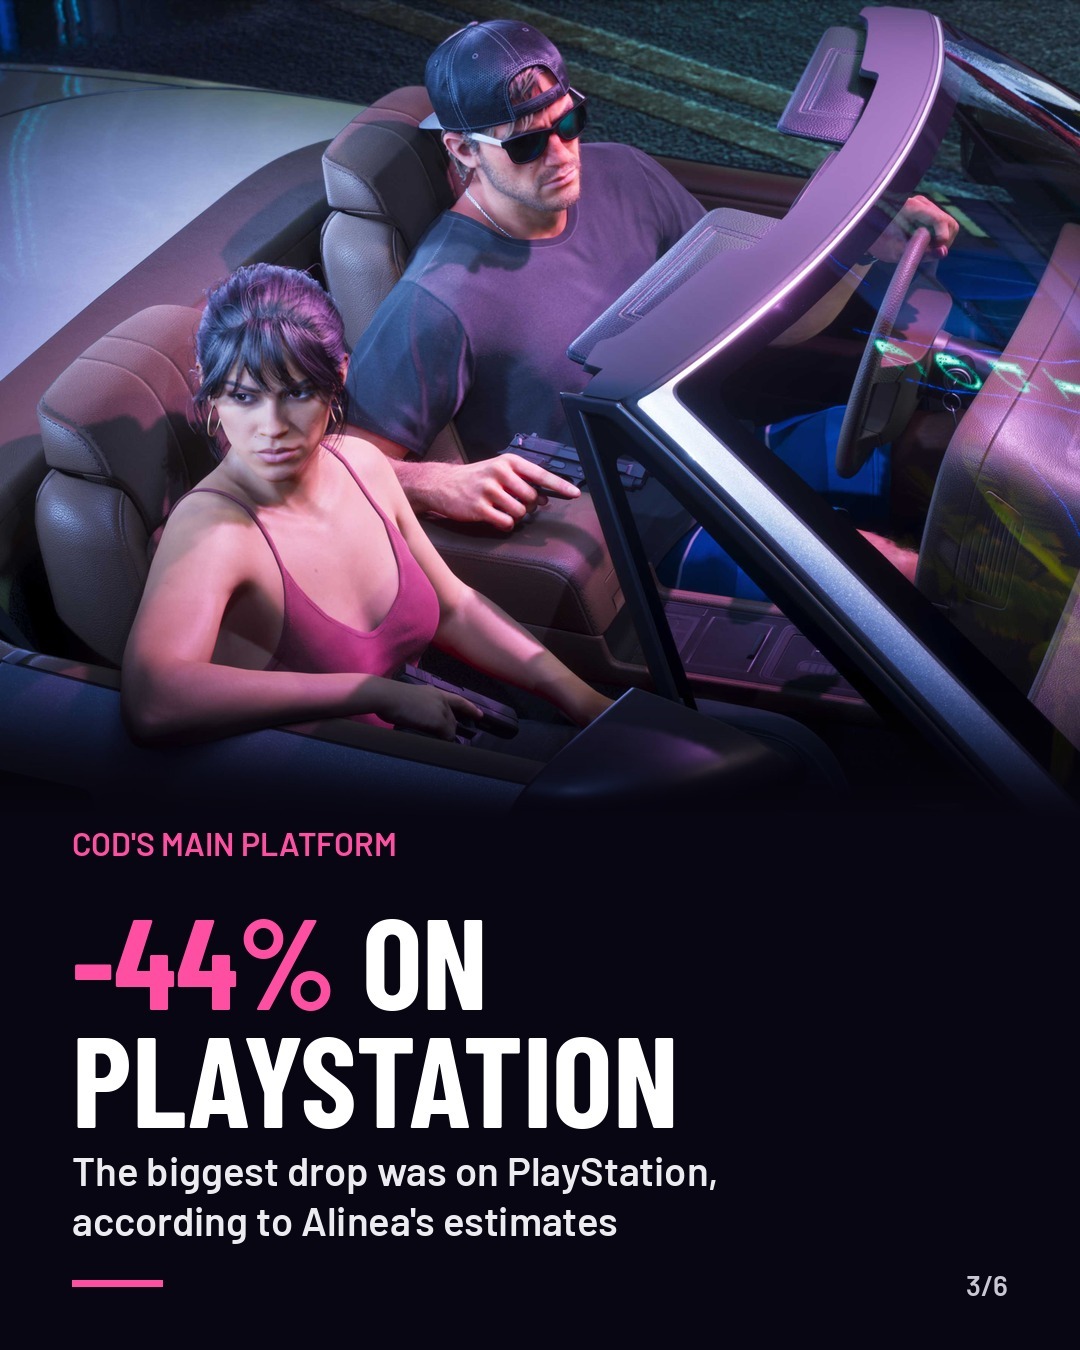 COD'S MAIN PLATFORM
-44% ON
PLAYSTATION
The biggest drop was on PlayStation,
according to Alinea's estimates
3/6